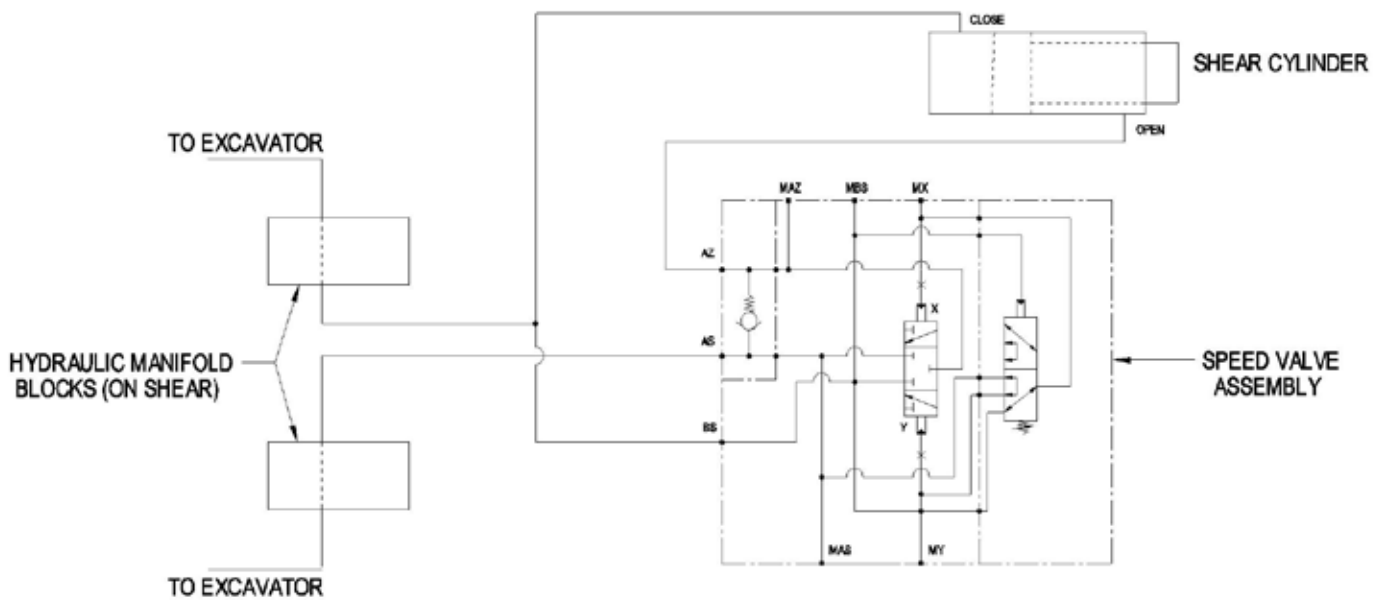 CLOSE
SHEAR CYLINDER
OPEN
TO EXCAVATOR
MAZ
MBS
MX
AZ
X
AS
HYDRAULIC MANIFOLD
BLOCKS (ON SHEAR)
SPEED VALVE
ASSEMBLY
Y
BS
MAS
MY
TO EXCAVATOR